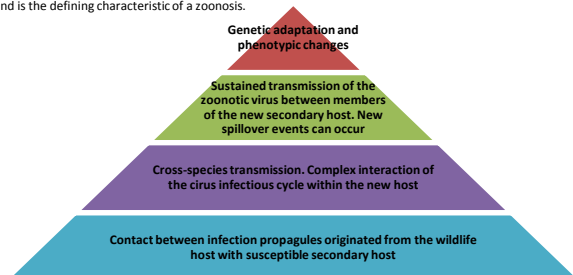 nd is the defining characteristic of a zoonosis.
Genetic adaptation and
phenotypic changes
Sustained transmission of the
zoonotic virus between members
of the new secondary host. New
spillover events can occur
Cross-species transmission. Complex interaction of
the cirus infectious cycle within the new host
Contact between infection propagules originated from the wildlife
host with susceptible secondary host